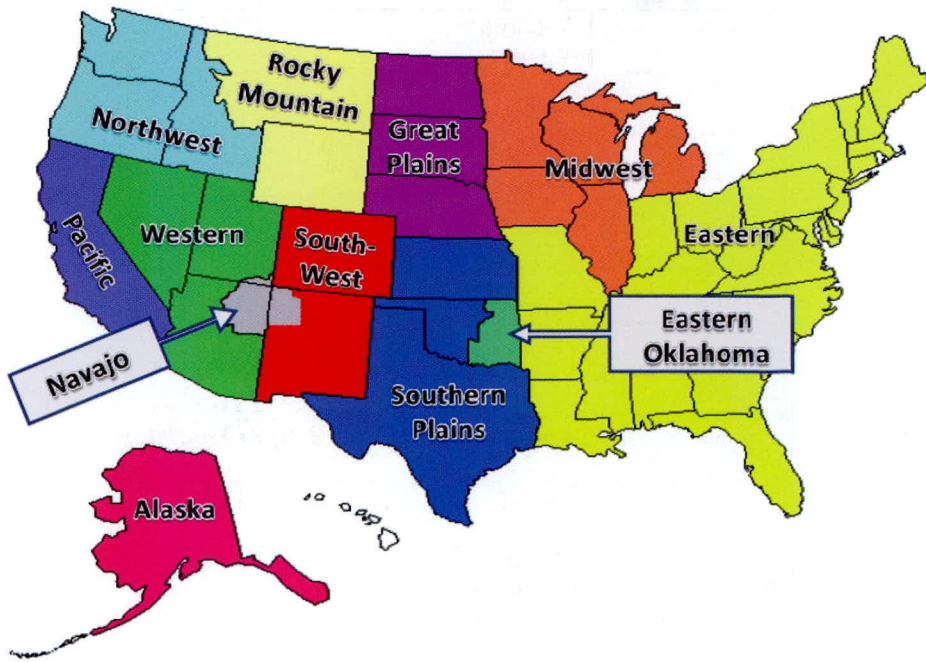 Rocky
Mountain
Northwest
Great
Plains
Midwest
Pacific
Western
South-
West
Eastern
Navajo
Eastern
Oklahoma
Southern
Plains
Alaska